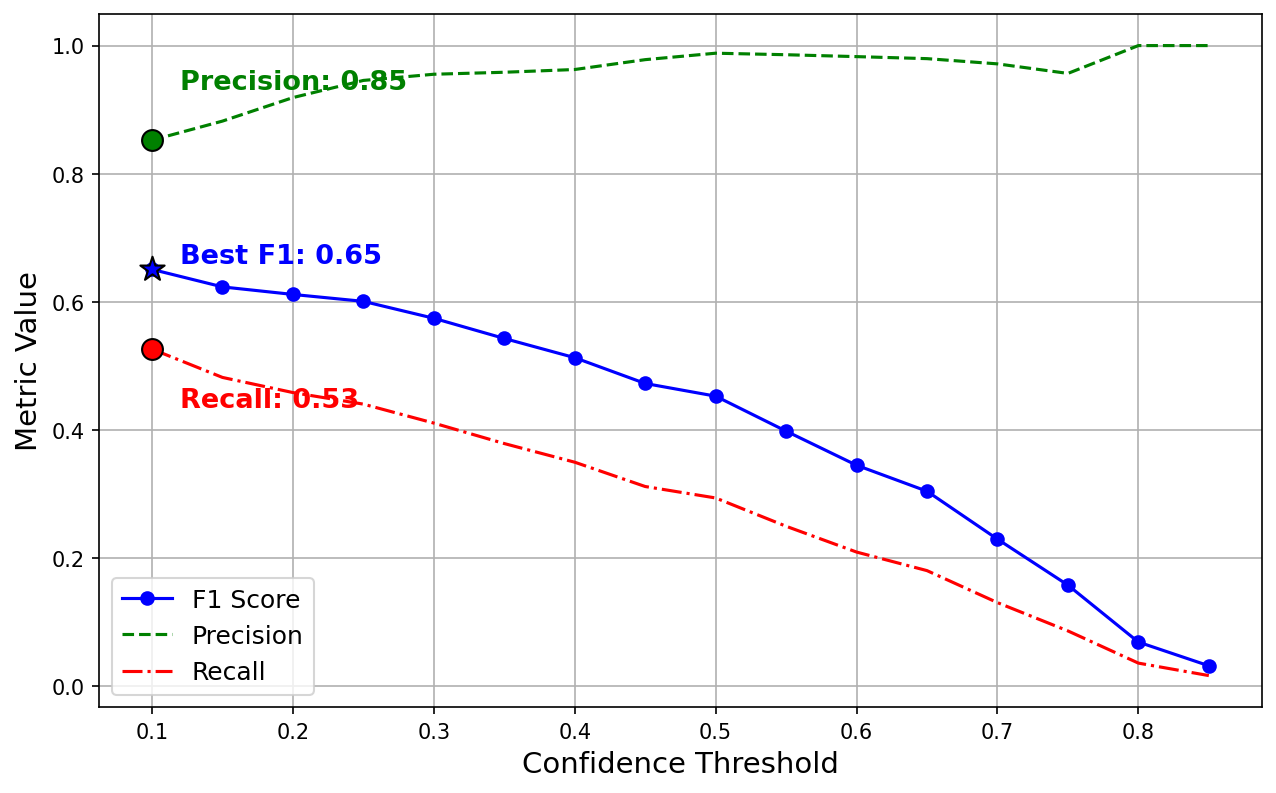 1.0
0.8
0.6
0.4
0.2
0.0
Metric Value
Precision: 0.85
Best F1: 0.65
Recall: 0.53
F1 Score
Precision
Recall
0.1 0.2 0.3 0.4 0.5 0.6 0.7 0.8
Confidence Threshold